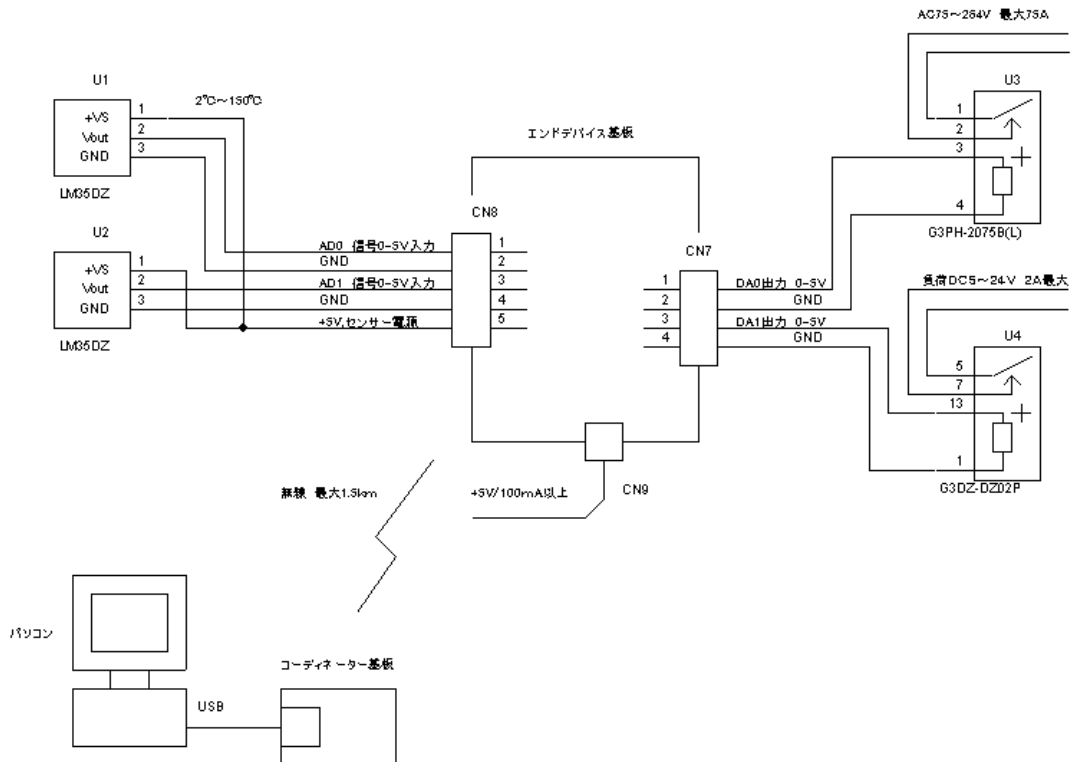 AC75～264V 最大75A
U1
2℃～150℃
+VS
Vout
GND
1
2
3
LM35DZ
U2
+VS
Vout
GND
1
2
3
LM35DZ
エンドデバイス基板
CN8
AD0 信号0-5V入力
GND
AD1 信号0-5V入力
GND
+5V,センサー電源
1
2
3
4
5
CN7
1
2
3
4
DA0出力 0-5V
GND
DA1出力 0-5V
GND
U3
1
2
3
4
G3PH-2075B(L)
負荷DC5～24V 2A最大
U4
5
7
13
1
G3DZ-DZ02P
無線 最大1.5km
+5V/100mA以上
CN9
パソコン
USB
コーディネーター基板